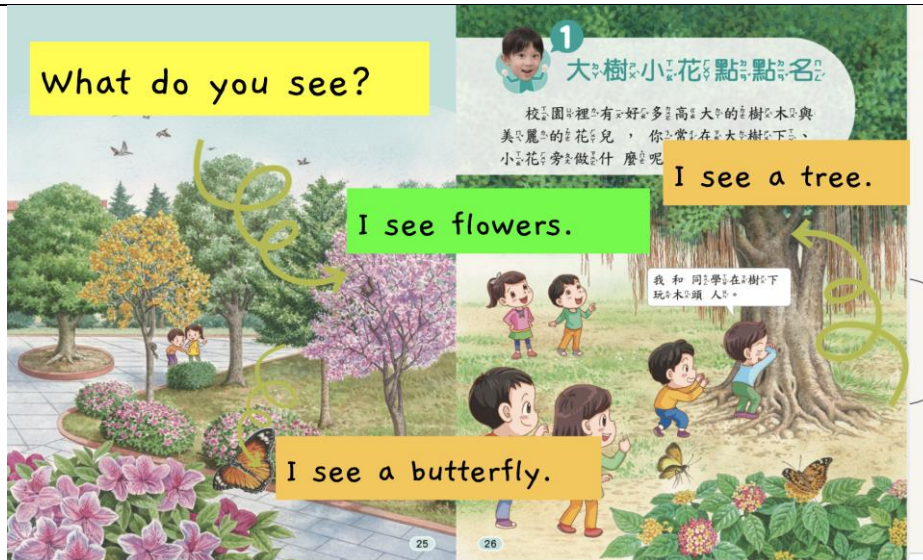 What do you see?
1
大樹小花點點名
校園裡有好多高大的樹木與
美麗的花兒，你常在大樹下、
小花旁做什麼呢
I see a tree.
I see flowers.
我和同學在樹下
玩木頭人。
I see a butterfly.
25
26